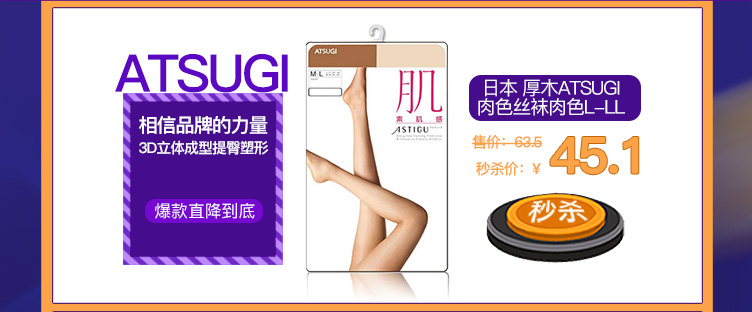 ATSUGI
相信品牌的力量
3D立体成型提臀塑形
爆款直降到底
ATSUGI
M-L
肌
素肌感
ASTIGU
日本 厚木ATSUGI
肉色丝袜肉色L-LL
售价：63.5
秒杀价：¥ 45.1
秒杀